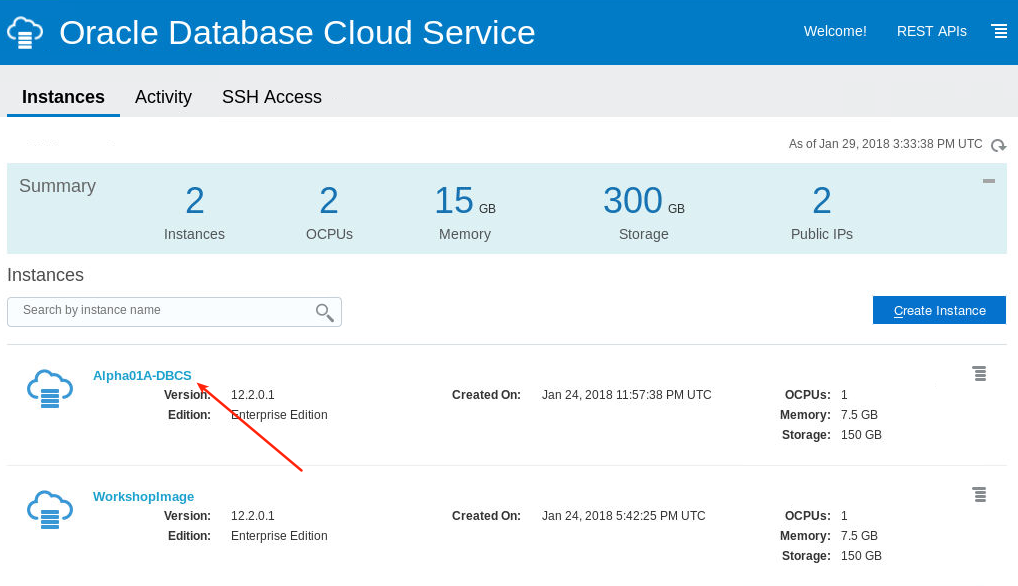 Oracle Database Cloud Service
Welcome! REST APIs
Instances Activity SSH Access
As of Jan 29, 2018 3:33:38 PM UTC
Summary
2 2 15 GB 300 GB 2
Instances OCPUs Memory Storage Public IPs
Instances
Search by instance name
Create Instance
Alpha01A-DBCS
Version: 12.2.0.1 Created On: Jan 24, 2018 11:57:38 PM UTC OCPUs: 1
Edition: Enterprise Edition Memory: 7.5 GB
Storage: 150 GB
WorkshopImage
Version: 12.2.0.1 Created On: Jan 24, 2018 5:42:25 PM UTC OCPUs: 1
Edition: Enterprise Edition Memory: 7.5 GB
Storage: 150 GB